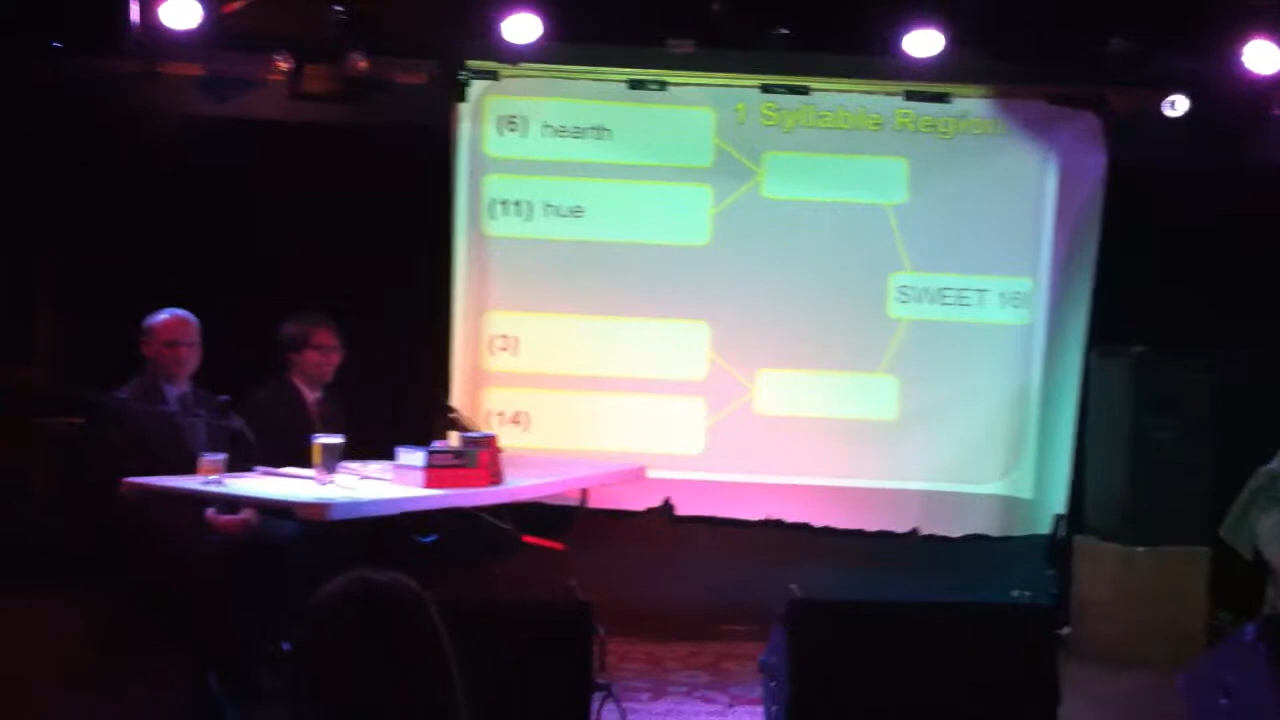 1 Syllable Region
(6) hearth
(11) hue
SWEET 16
(3)
(14)